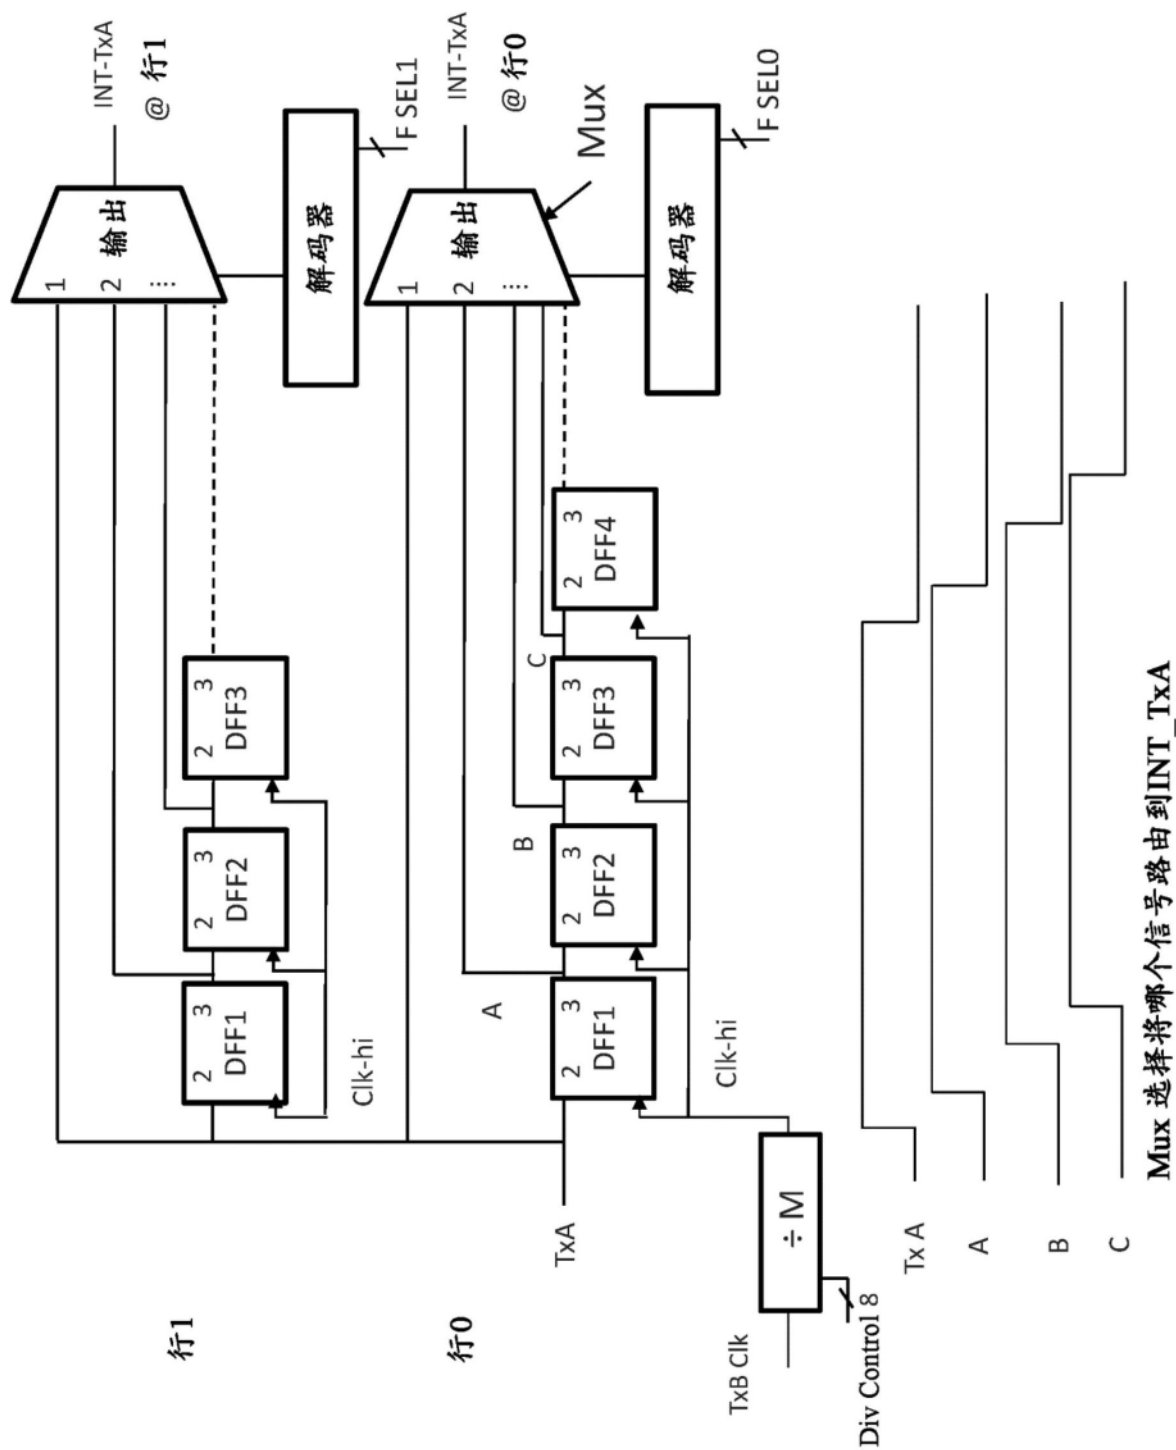 行1
DFF1
2
3
DFF2
2
3
DFF3
2
3
Clk-hi
1
2
⋮
输出
INT-TxA
@ 行1
解码器
F SEL1
行0
TxA
DFF1
2
3
DFF2
2
3
DFF3
2
3
DFF4
2
3
A
B
C
Clk-hi
1
2
⋮
输出
INT-TxA
@ 行0
Mux
解码器
F SEL0
TxB Clk
÷ M
Div Control 8
Tx A
A
B
C
Mux 选择将哪个信号路由到INT_TxA